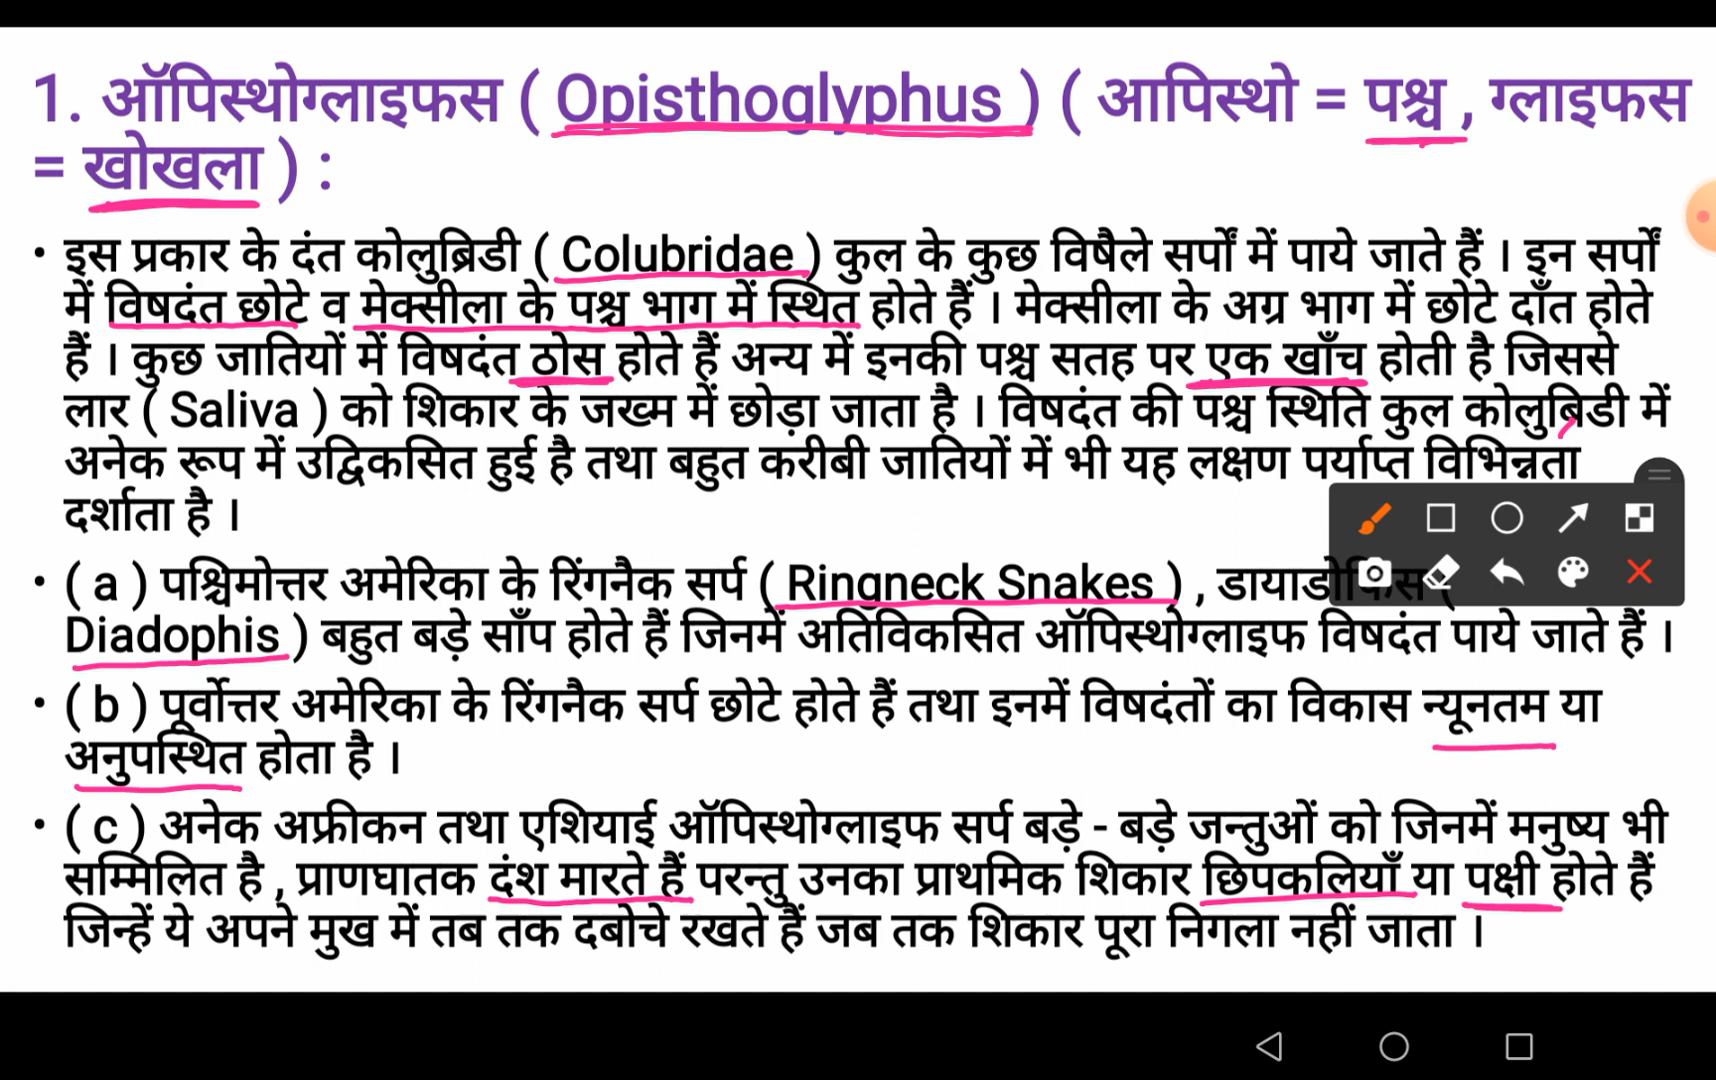 1. ऑपिस्थोग्लाइफस ( Opisthoglyphus ) ( आपिस्थो = पश्च , ग्लाइफस
= खोखला ) :
• इस प्रकार के दंत कोलुब्रिडी ( Colubridae ) कुल के कुछ विषैले सर्पों में पाये जाते हैं । इन सर्पों
में विषदंत छोटे व मेक्सीला के पश्च भाग में स्थित होते हैं । मेक्सीला के अग्र भाग में छोटे दाँत होते
हैं । कुछ जातियों में विषदंत ठोस होते हैं अन्य में इनकी पश्च सतह पर एक खाँच होती है जिससे
लार ( Saliva ) को शिकार के जख्म में छोड़ा जाता है । विषदंत की पश्च स्थिति कुल कोलुब्रिडी में
अनेक रूप में उद्विकसित हुई है तथा बहुत करीबी जातियों में भी यह लक्षण पर्याप्त विभिन्नता
दर्शाता है ।
• ( a ) पश्चिमोत्तर अमेरिका के रिंगनैक सर्प ( Ringneck Snakes ) , डायाडोफिस (
Diadophis ) बहुत बड़े साँप होते हैं जिनमें अतिविकसित ऑपिस्थोग्लाइफ विषदंत पाये जाते हैं ।
• ( b ) पूर्वोत्तर अमेरिका के रिंगनैक सर्प छोटे होते हैं तथा इनमें विषदंतों का विकास न्यूनतम या
अनुपस्थित होता है ।
• ( c ) अनेक अफ्रीकन तथा एशियाई ऑपिस्थोग्लाइफ सर्प बड़े - बड़े जन्तुओं को जिनमें मनुष्य भी
सम्मिलित है , प्राणघातक दंश मारते हैं परन्तु उनका प्राथमिक शिकार छिपकलियाँ या पक्षी होते हैं
जिन्हें ये अपने मुख में तब तक दबोचे रखते हैं जब तक शिकार पूरा निगला नहीं जाता ।